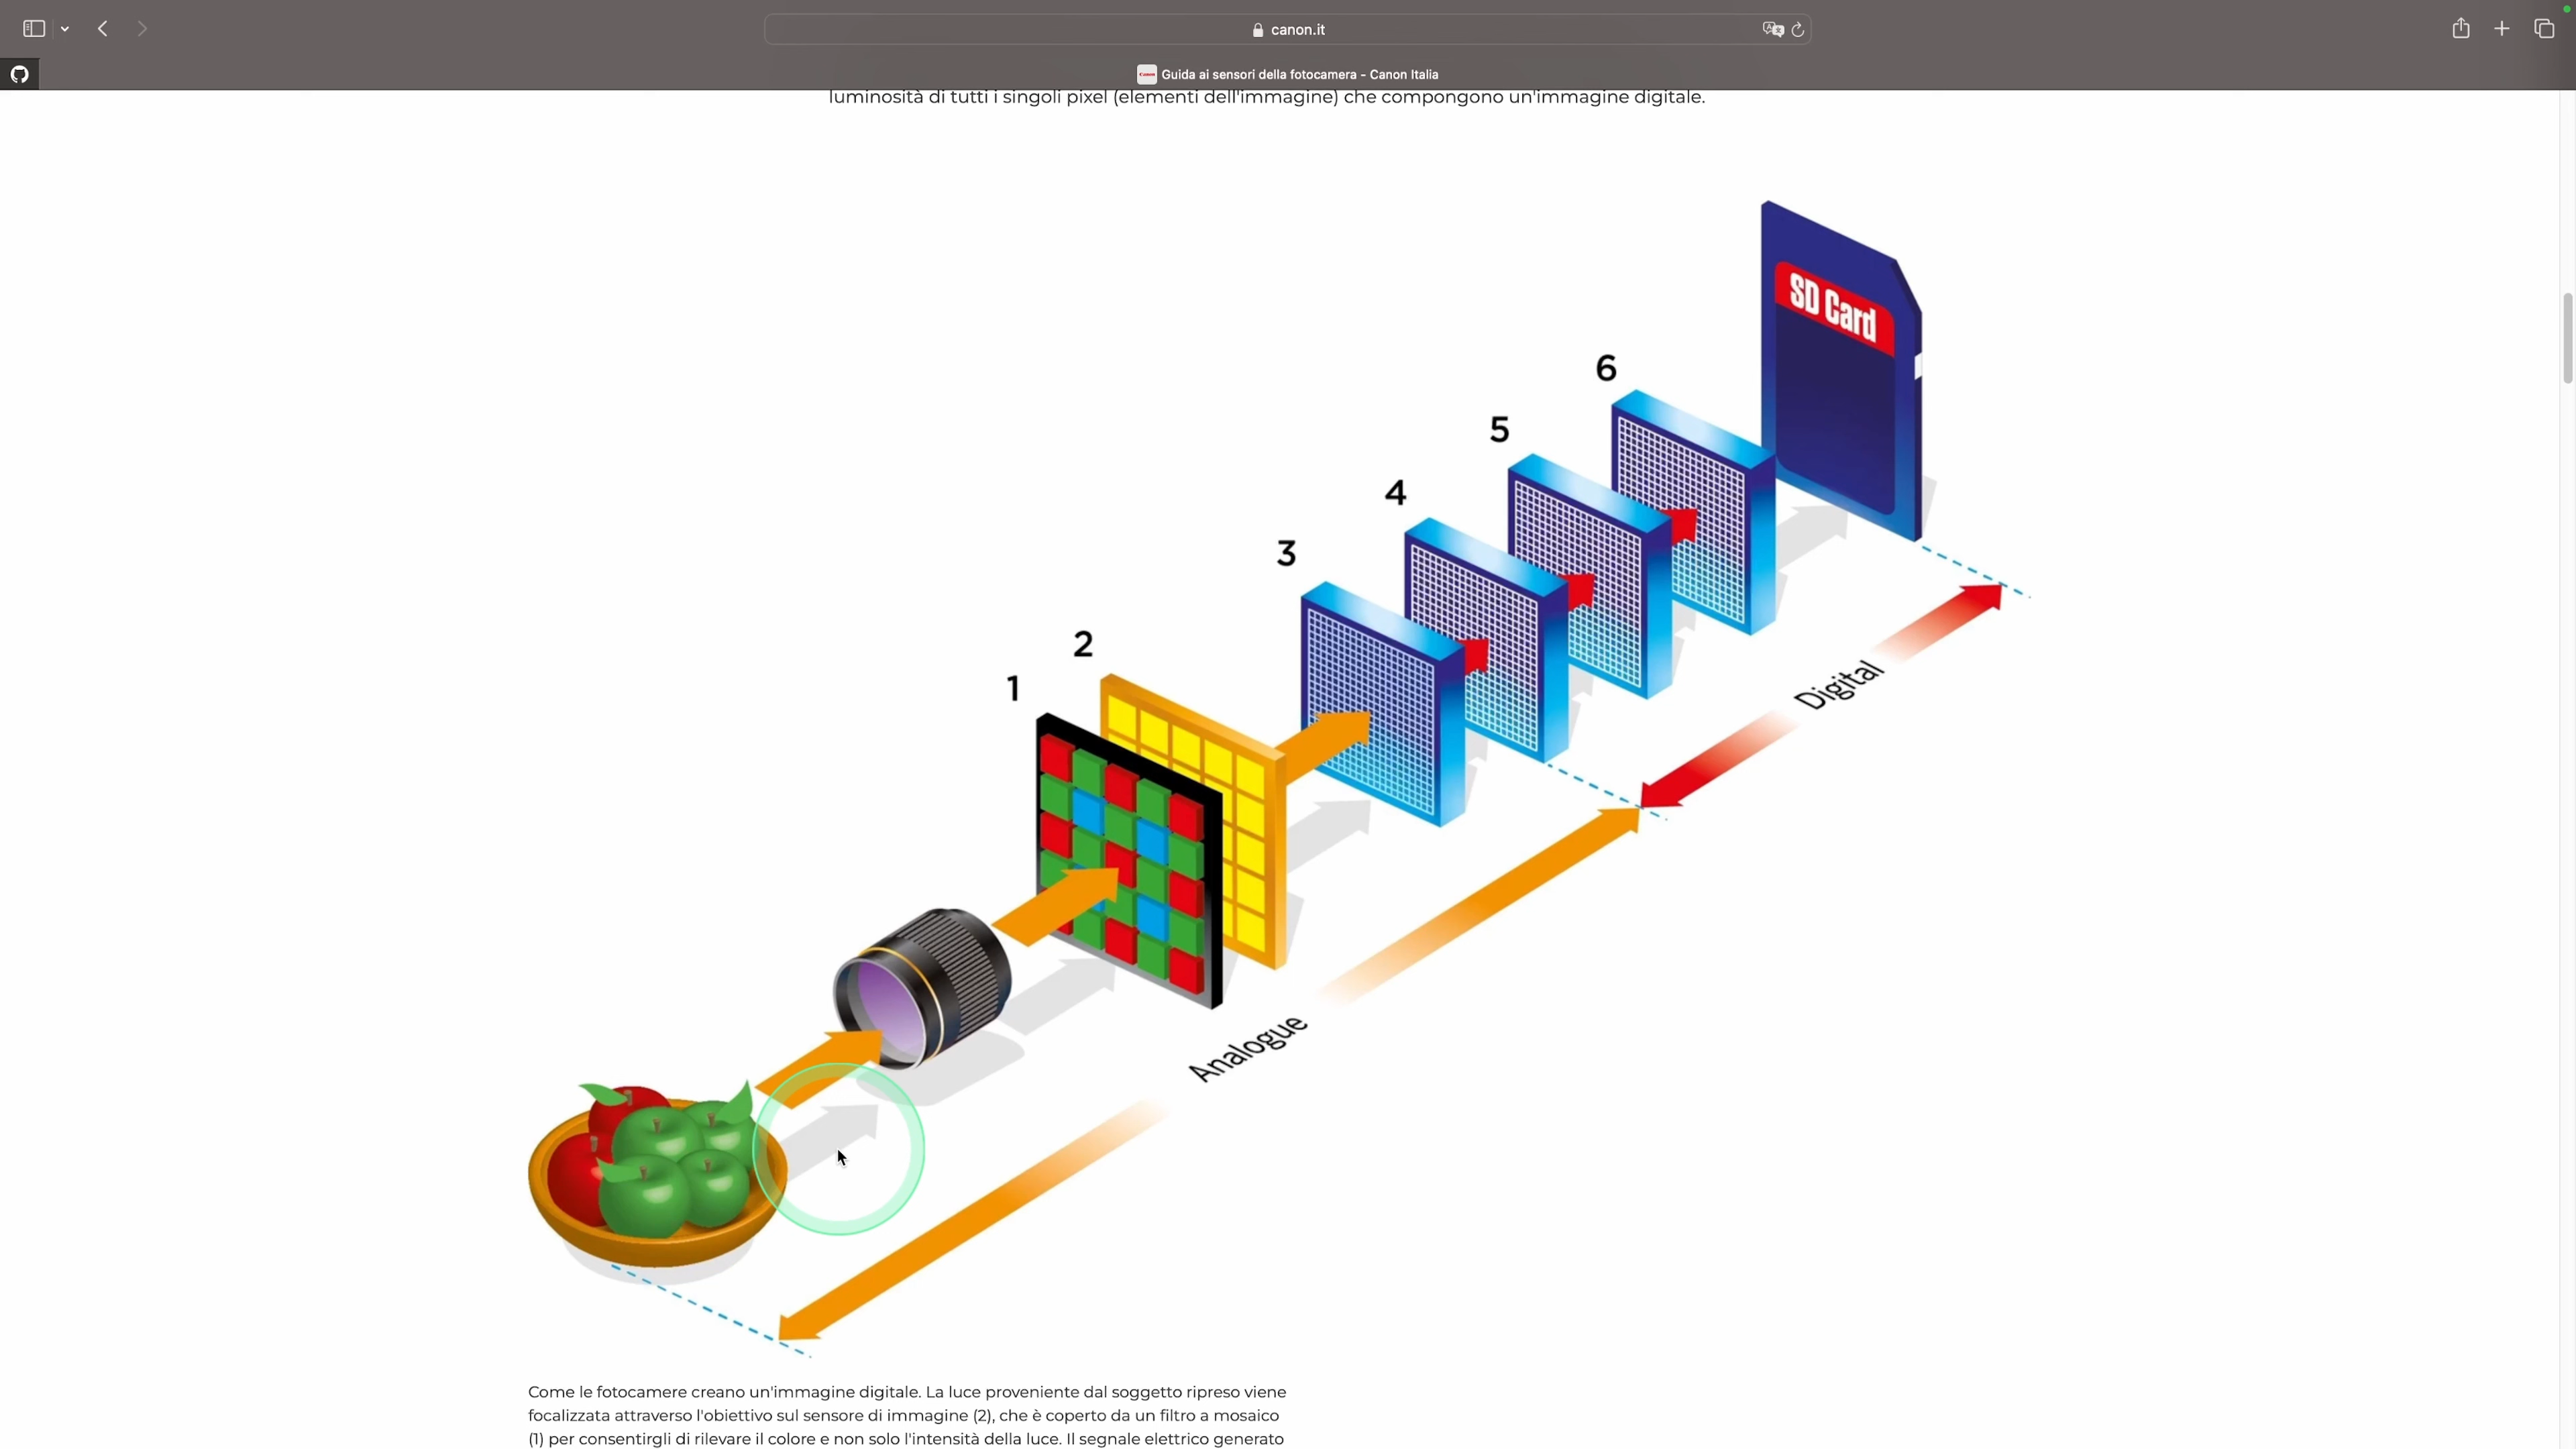 canon.it
Canon
Guida ai sensori della fotocamera - Canon Italia
luminosità di tutti i singoli pixel (elementi dell'immagine) che compongono un'immagine digitale.
SD Card
6
5
4
3
2
1
Digital
Analogue
Come le fotocamere creano un'immagine digitale. La luce proveniente dal soggetto ripreso viene
focalizzata attraverso l'obiettivo sul sensore di immagine (2), che è coperto da un filtro a mosaico
(1) per consentirgli di rilevare il colore e non solo l'intensità della luce. Il segnale elettrico generato